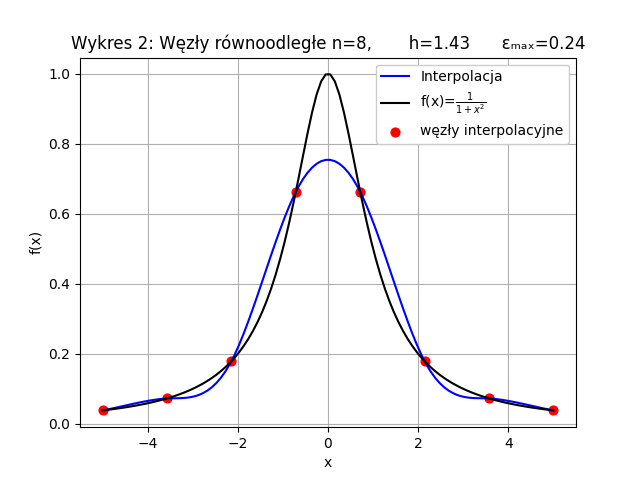 Wykres 2: Węzły równoodległe n=8, h=1.43 εₘₐₓ=0.24
Interpolacja
f(x)=1/(1+x²)
węzły interpolacyjne
1.0
0.8
0.6
0.4
0.2
0.0
f(x)
−4 −2 0 2 4
x